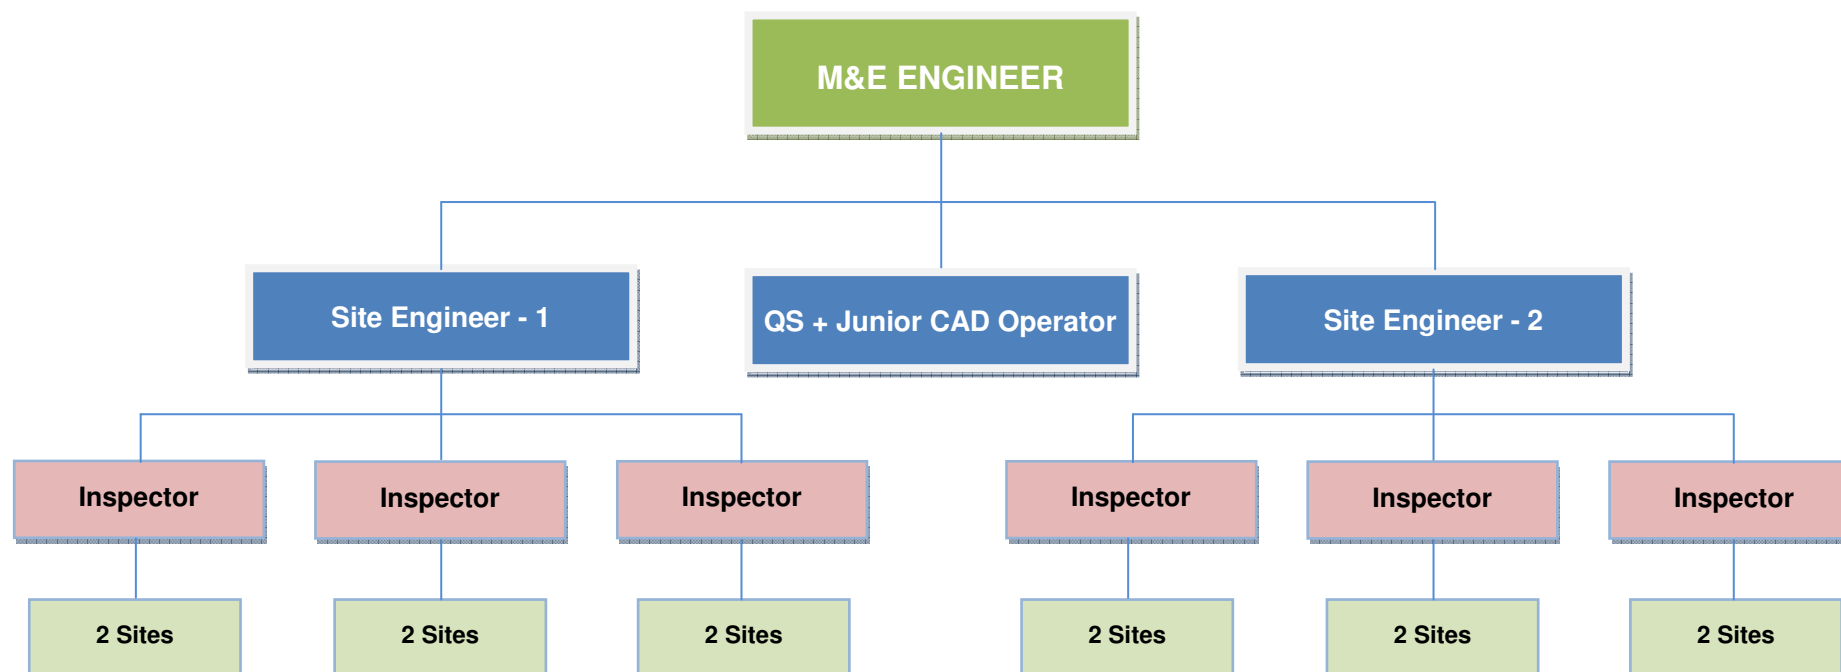 M&E ENGINEER
Site Engineer - 1
QS + Junior CAD Operator
Site Engineer - 2
Inspector
Inspector
Inspector
Inspector
Inspector
Inspector
2 Sites
2 Sites
2 Sites
2 Sites
2 Sites
2 Sites